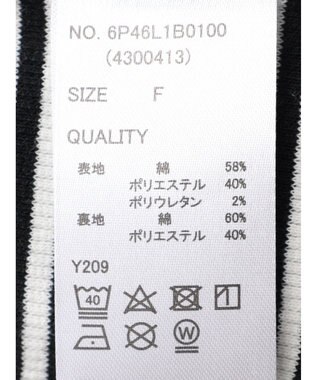 NO. 6P46L1B0100
(4300413)
SIZE F
QUALITY
表地 綿 58%
ポリエステル 40%
ポリウレタン 2%
裏地 綿 60%
ポリエステル 40%
Y209
40
W